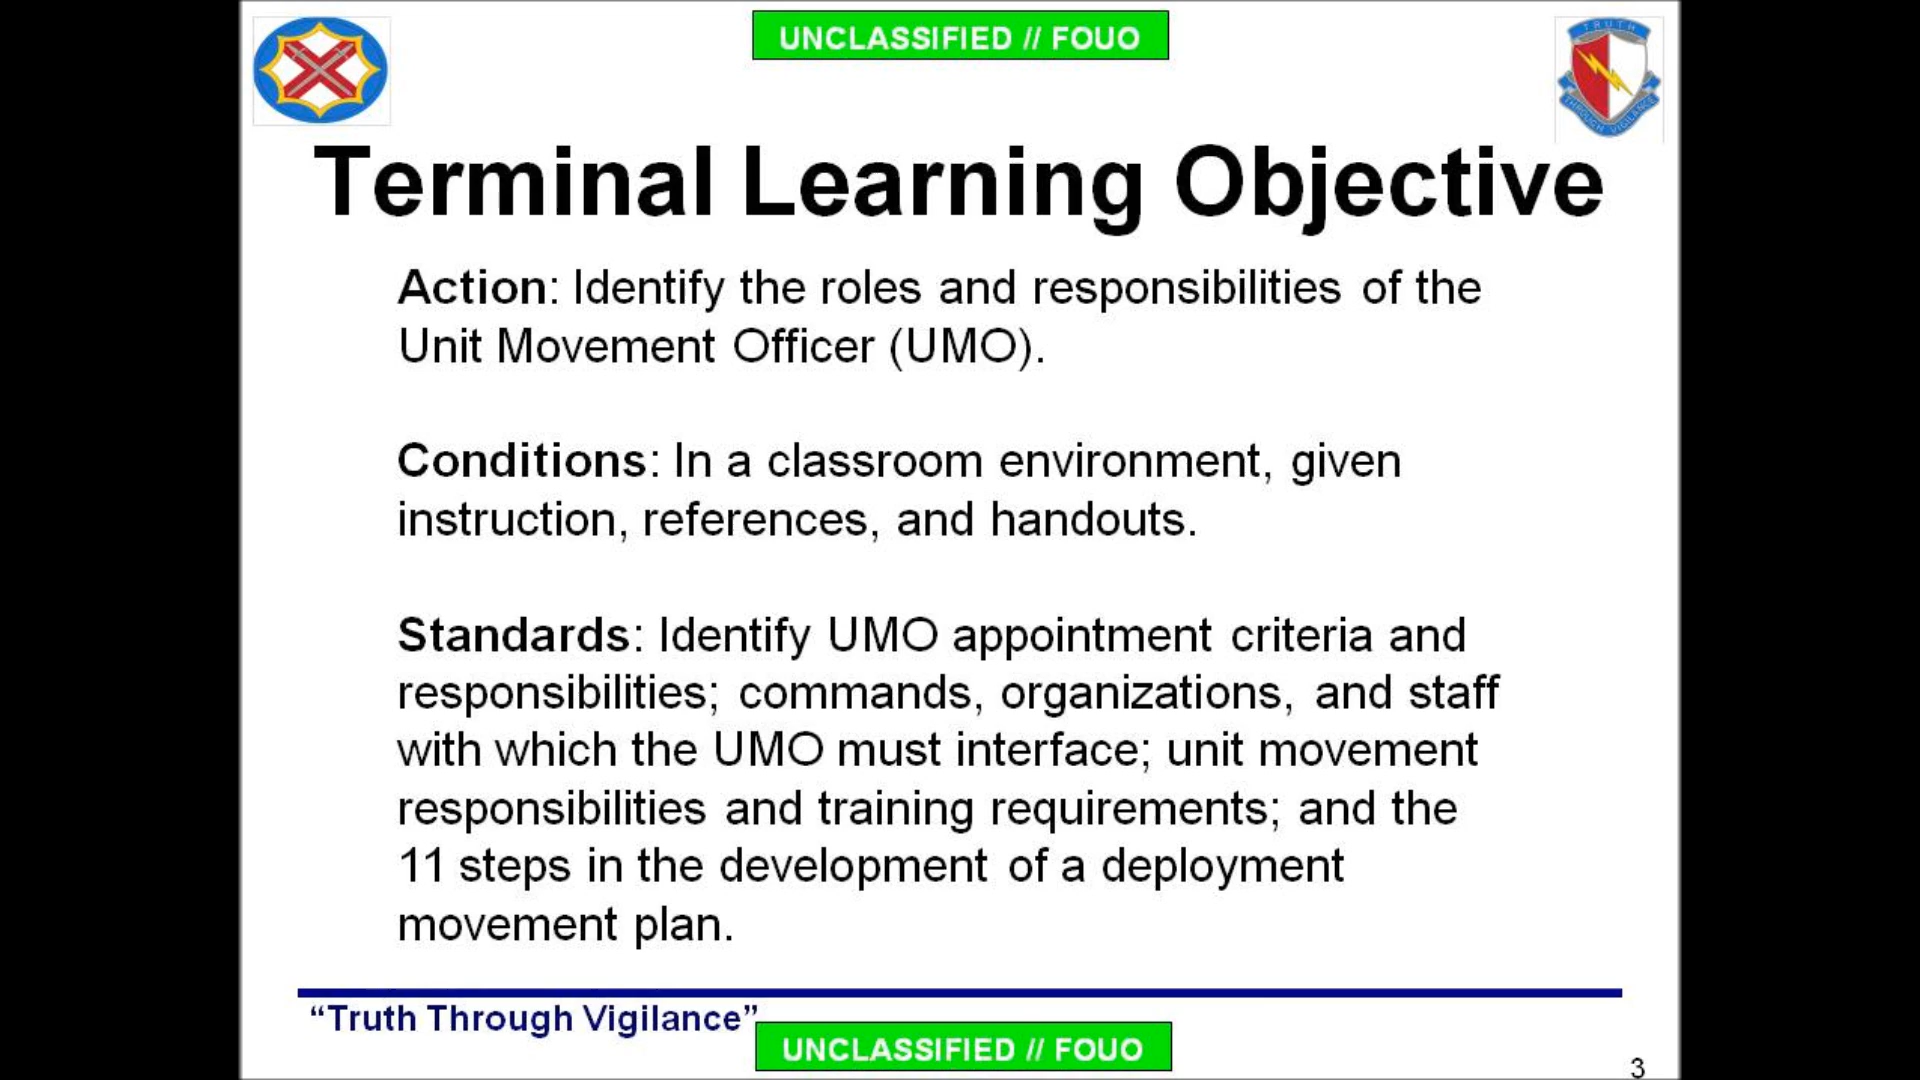 UNCLASSIFIED // FOUO
TRUTH
THROUGH VIGILANCE
Terminal Learning Objective
Action: Identify the roles and responsibilities of the
Unit Movement Officer (UMO).
Conditions: In a classroom environment, given
instruction, references, and handouts.
Standards: Identify UMO appointment criteria and
responsibilities; commands, organizations, and staff
with which the UMO must interface; unit movement
responsibilities and training requirements; and the
11 steps in the development of a deployment
movement plan.
“Truth Through Vigilance”
UNCLASSIFIED // FOUO
3